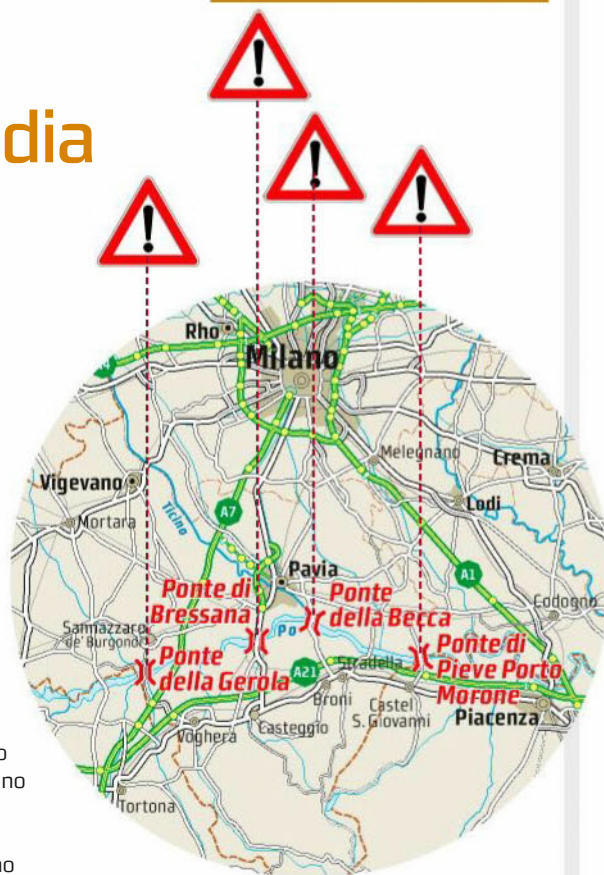 dia
Rho
Milano
Melegnano
Crema
Vigevano
Lodi
Mortara
Ticino
A7
A1
Pavia
Codogno
Ponte di
Bressana
Ponte
della Becca
Sannazzaro
de' Burgondi
Po
Ponte
della Gerola
A21
Stradella
Ponte di
Pieve Porto
Morone
Broni
Castel
S. Giovanni
Piacenza
Voghera
Casteggio
Tortona
o
no
no